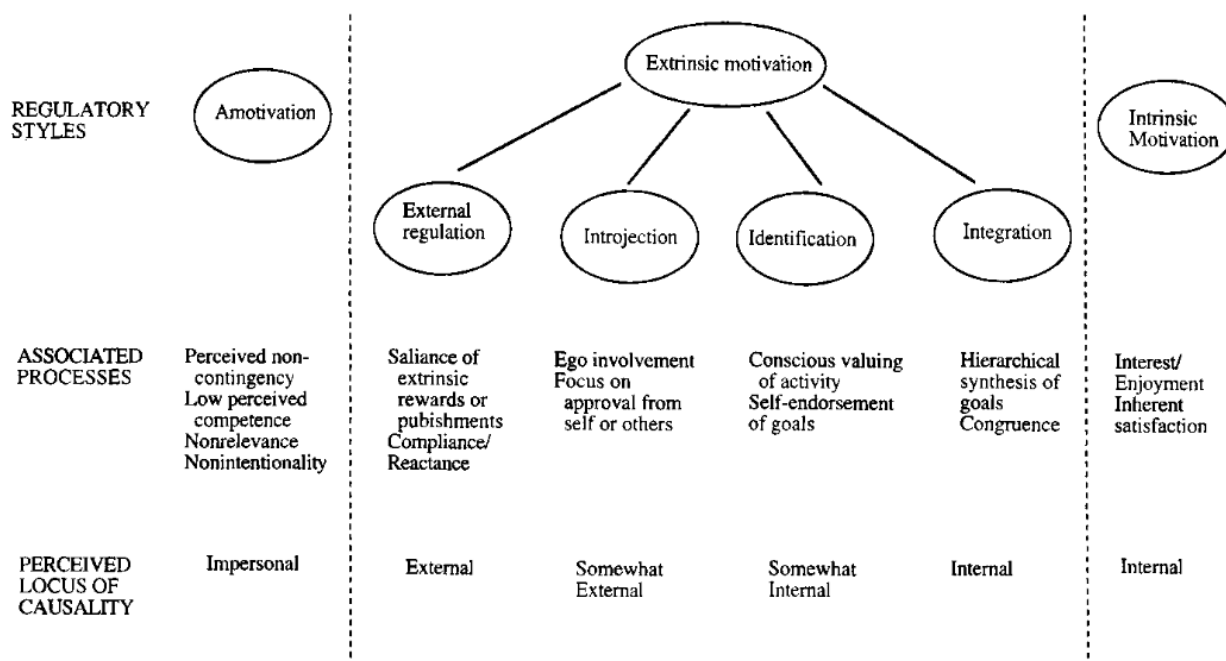 Extrinsic motivation
REGULATORY
STYLES
Amotivation
Intrinsic
Motivation
External
regulation
Introjection
Identification
Integration
ASSOCIATED
PROCESSES
Perceived non-
contingency
Low perceived
competence
Nonrelevance
Nonintentionality
Saliance of
extrinsic
rewards or
pubishments
Compliance/
Reactance
Ego involvement
Focus on
approval from
self or others
Conscious valuing
of activity
Self-endorsement
of goals
Hierarchical
synthesis of
goals
Congruence
Interest/
Enjoyment
Inherent
satisfaction
PERCEIVED
LOCUS OF
CAUSALITY
Impersonal
External
Somewhat
External
Somewhat
Internal
Internal
Internal